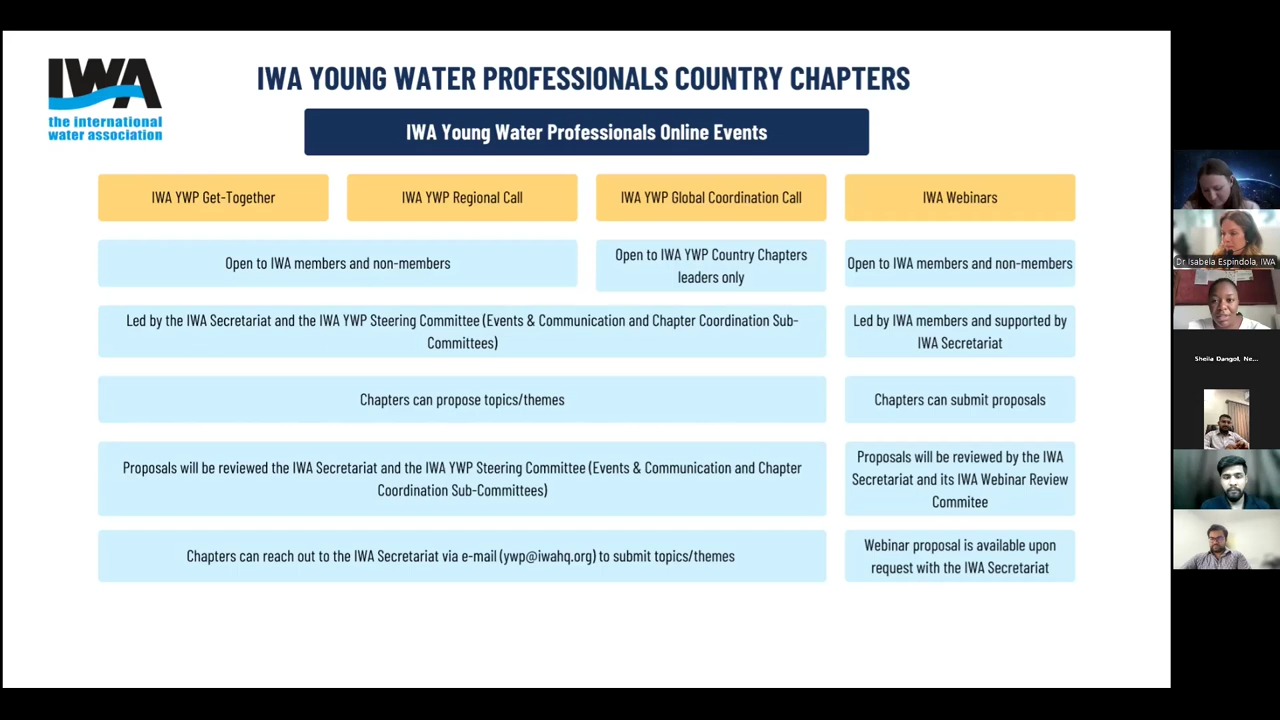 IWA
the international
water association
IWA YOUNG WATER PROFESSIONALS COUNTRY CHAPTERS
IWA Young Water Professionals Online Events
IWA YWP Get-Together
IWA YWP Regional Call
IWA YWP Global Coordination Call
IWA Webinars
Open to IWA members and non-members
Open to IWA YWP Country Chapters
leaders only
Open to IWA members and non-members
Led by the IWA Secretariat and the IWA YWP Steering Committee (Events & Communication and Chapter Coordination Sub-
Committees)
Led by IWA members and supported by
IWA Secretariat
Chapters can propose topics/themes
Chapters can submit proposals
Proposals will be reviewed the IWA Secretariat and the IWA YWP Steering Committee (Events & Communication and Chapter
Coordination Sub-Committees)
Proposals will be reviewed by the IWA
Secretariat and its IWA Webinar Review
Commitee
Chapters can reach out to the IWA Secretariat via e-mail (ywp@iwahq.org) to submit topics/themes
Webinar proposal is available upon
request with the IWA Secretariat
Dr Isabela Espindola, IWA
Sheila Dangol, Ne...